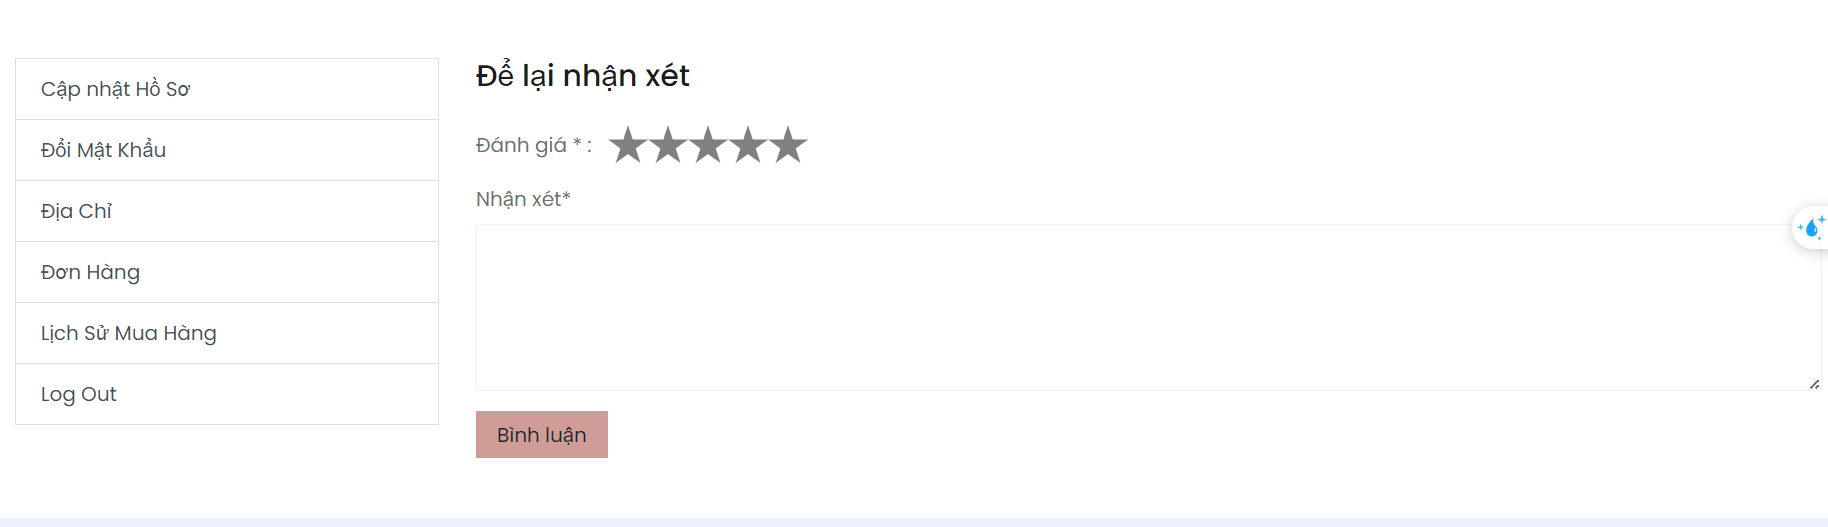 Cập nhật Hồ Sơ
Đổi Mật Khẩu
Địa Chỉ
Đơn Hàng
Lịch Sử Mua Hàng
Log Out
Để lại nhận xét
Đánh giá * :
Nhận xét*
Bình luận